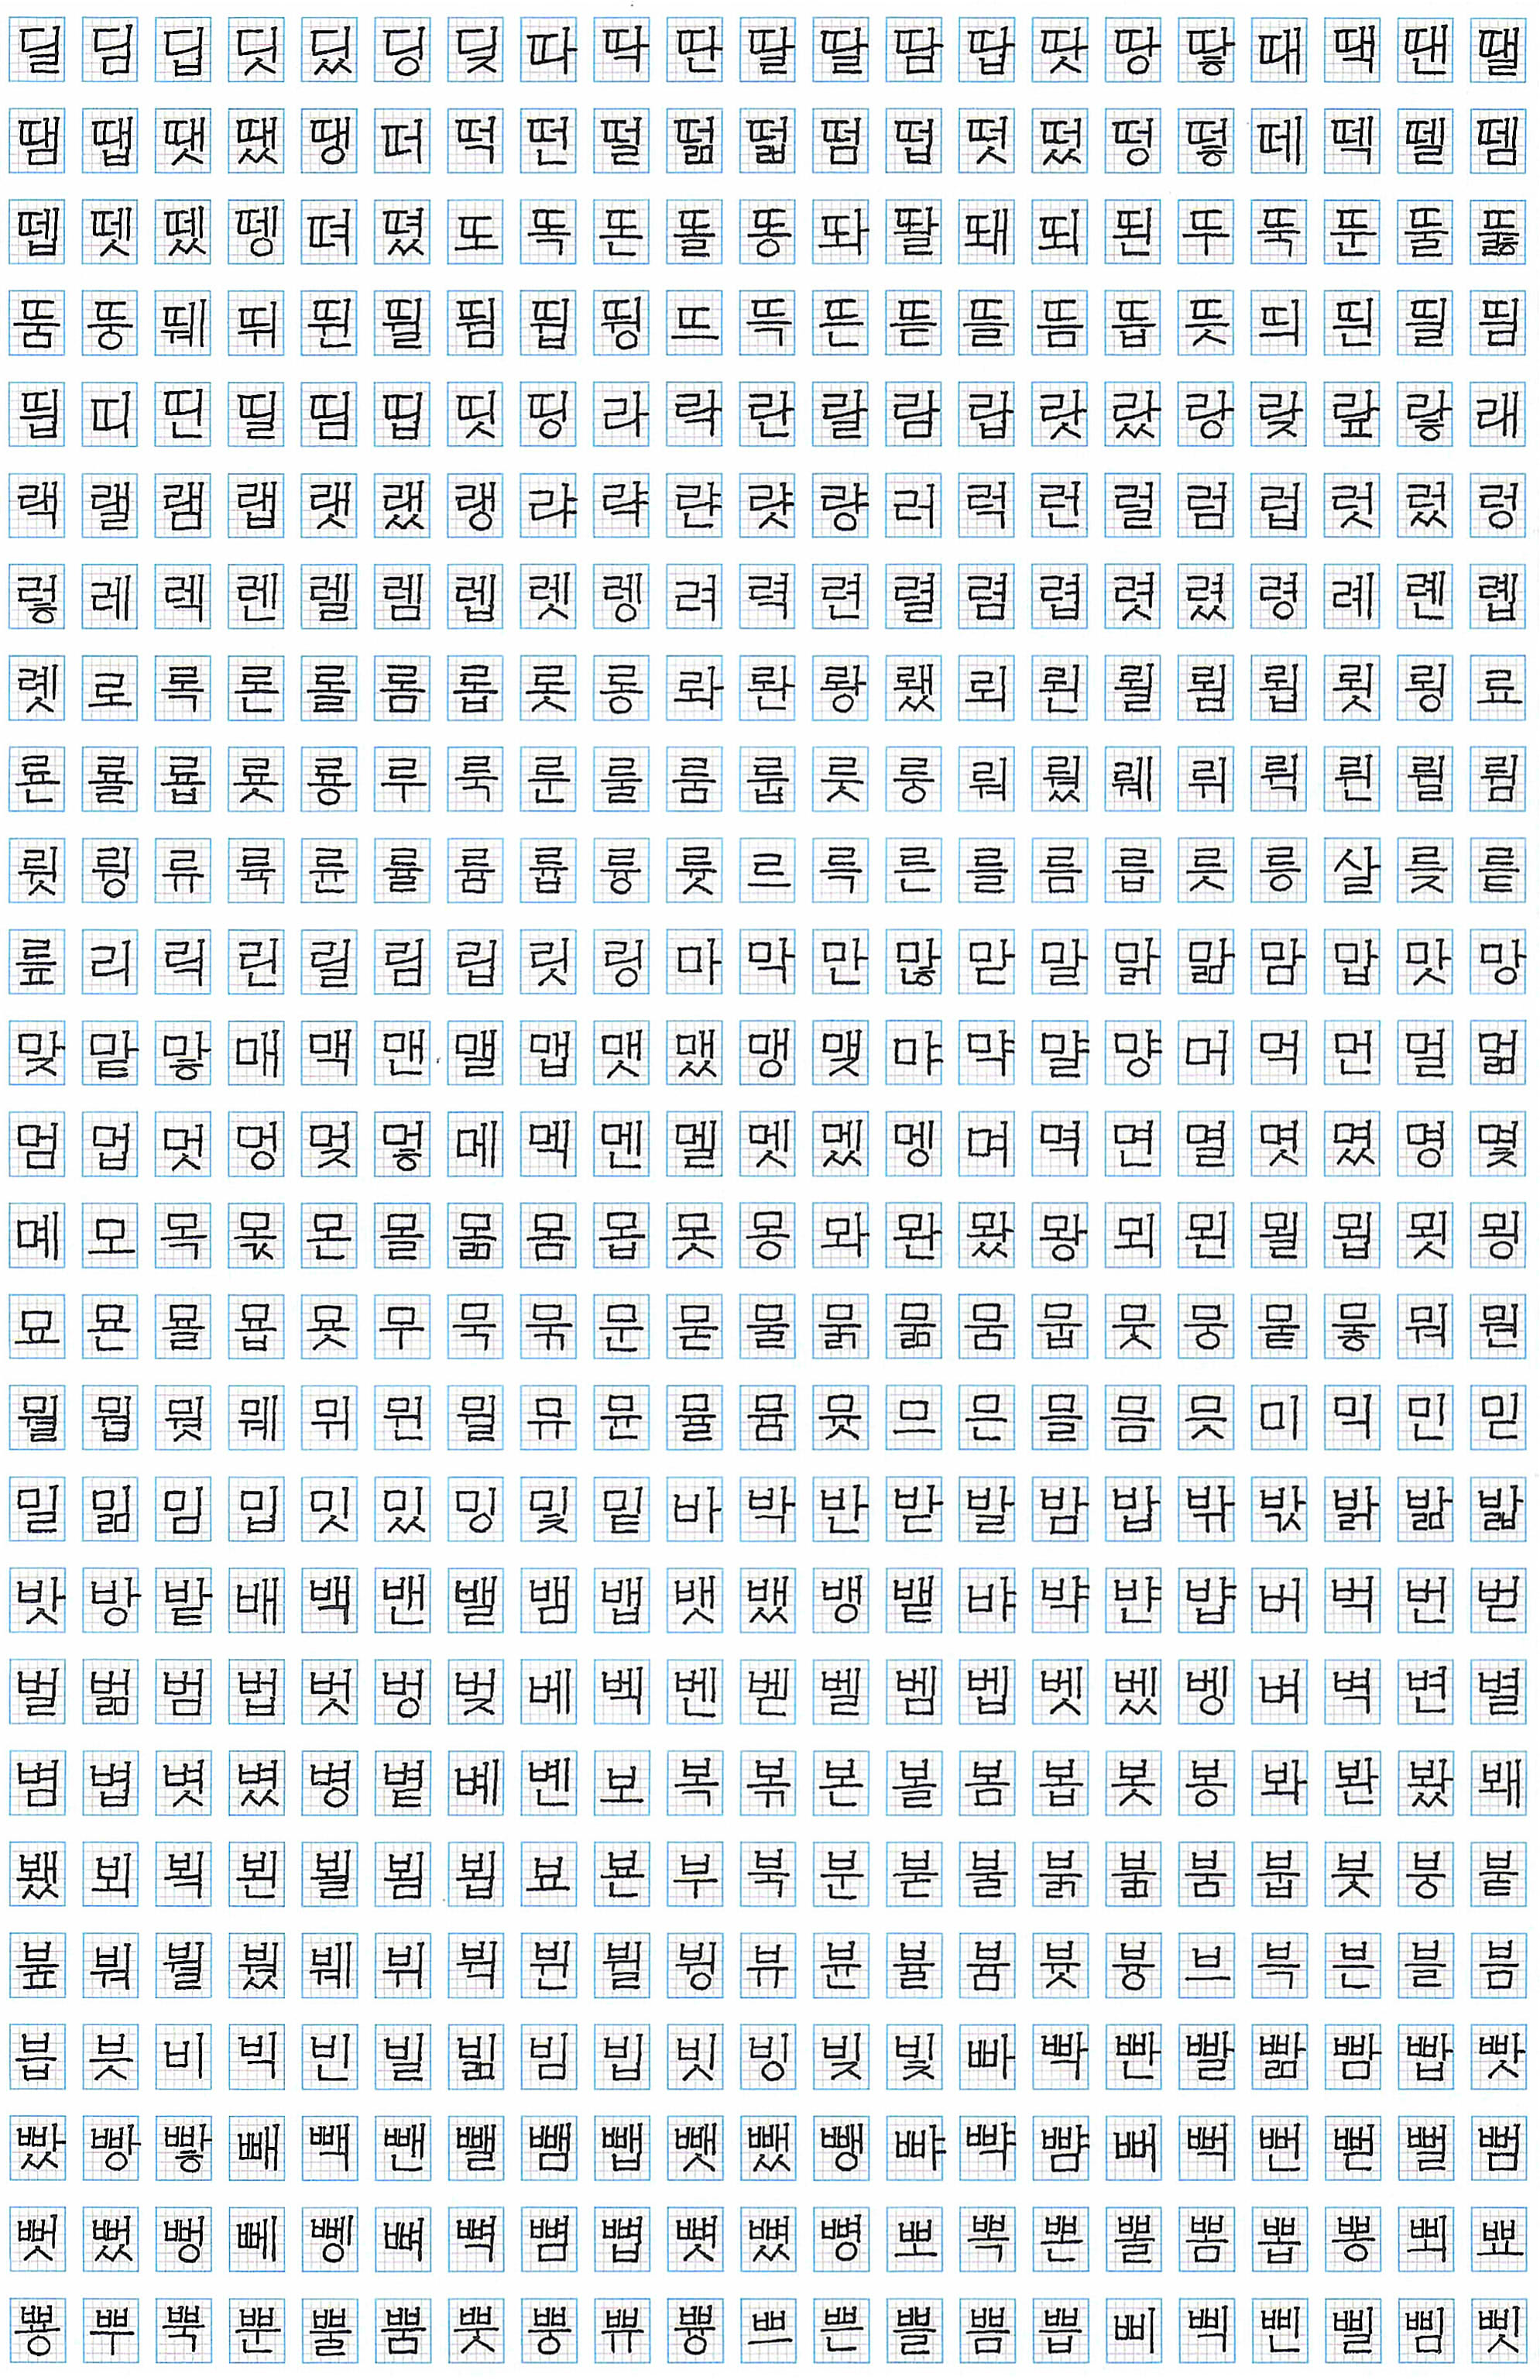 딜 딤 딥 딧 딨 딩 딪 따 딱 딴 딸 딸 땀 땁 땃 땅 땋 때 땍 땐 땔
땜 땝 땟 땠 땡 떠 떡 떤 떨 떪 떫 떰 떱 떳 떴 떵 떻 떼 떽 뗄 뗌
뗍 뗏 뗐 뗑 뗘 뗬 또 똑 똔 똘 똥 똬 똴 뙈 뙤 뙨 뚜 뚝 뚠 뚤 뚫
뚬 뚱 뛔 뛰 뛴 뛸 뜀 뜁 뜅 뜨 뜩 뜬 뜯 뜰 뜸 뜹 뜻 띄 띈 띌 띔
띕 띠 띤 띨 띰 띱 띳 띵 라 락 란 랄 람 랍 랏 랐 랑 랒 랖 랗 래
랙 랠 램 랩 랫 랬 랭 랴 략 랸 럇 량 러 럭 런 럴 럼 럽 럿 렀 렁
렇 레 렉 렌 렐 렘 렙 렛 렝 려 력 련 렬 렴 렵 렷 렸 령 례 롄 롑
롓 로 록 론 롤 롬 롭 롯 롱 롸 롼 뢍 뢨 뢰 뢴 뢸 룀 룁 룃 룅 료
룐 룔 룝 룟 룡 루 룩 룬 룰 룸 룹 룻 룽 뤄 뤘 뤠 뤼 뤽 륀 륄 륌
륏 륑 류 륙 륜 률 륨 륩 륭 륫 르 륵 른 를 름 릅 릇 릉 살 릊 릍
릎 리 릭 린 릴 림 립 릿 링 마 막 만 많 맏 말 맑 맒 맘 맙 맛 망
맞 맡 맣 매 맥 맨 맬 맵 맷 맸 맹 맺 먀 먁 먈 먕 머 먹 먼 멀 멂
멈 멉 멋 멍 멎 멓 메 멕 멘 멜 멧 멨 멩 며 멱 면 멸 몃 몄 명 몇
몌 모 목 몫 몬 몰 몲 몸 몹 못 몽 뫄 뫈 뫘 뫙 뫼 묀 묄 묍 묏 묑
묘 묜 묠 묩 묫 무 묵 묶 문 묻 물 묽 묾 뭄 뭅 뭇 뭉 뭍 뭏 뭐 뭔
뭘 뭡 뭣 뭬 뮈 뮌 뮐 뮤 뮨 뮬 뮴 뮷 므 믄 믈 믐 믓 미 믹 민 믿
밀 밂 밈 밉 밋 밌 밍 및 밑 바 박 반 받 발 밤 밥 밖 밗 밝 밞 밟
밧 방 밭 배 백 밴 밸 뱀 뱁 뱃 뱄 뱅 뱉 뱌 뱍 뱐 뱝 버 벅 번 벋
벌 벎 범 법 벗 벙 벚 베 벡 벤 벧 벨 벰 벱 벳 벴 벵 벼 벽 변 별
볌 볍 볏 볐 병 볕 볘 볜 보 복 볶 본 볼 봄 봅 봇 봉 봐 봔 봤 봬
뵀 뵈 뵉 뵌 뵐 뵘 뵙 뵤 뵨 부 북 분 붇 불 붉 붊 붐 붑 붓 붕 붙
붚 붜 붤 붰 붸 뷔 뷕 뷘 뷜 뷩 뷰 뷴 뷸 븀 븃 븅 브 븍 븐 블 븜
븝 븟 비 빅 빈 빌 빎 빔 빕 빗 빙 빚 빛 빠 빡 빤 빨 빪 빰 빱 빳
빴 빵 빻 빼 빽 뺀 뺄 뺌 뺍 뺏 뺐 뺑 뺘 뺙 뺨 뻐 뻑 뻔 뻗 뻘 뻠
뻣 뻤 뻥 뻬 뼁 뼈 뼉 뼘 뼙 뼛 뼜 뼝 뽀 뽁 뽄 뽈 뽐 뽑 뽕 뾔 뾰
뿅 뿌 뿍 뿐 뿔 뿜 뿟 뿡 쀼 쁑 쁘 쁜 쁠 쁨 쁩 삐 삑 삔 삘 삠 삣